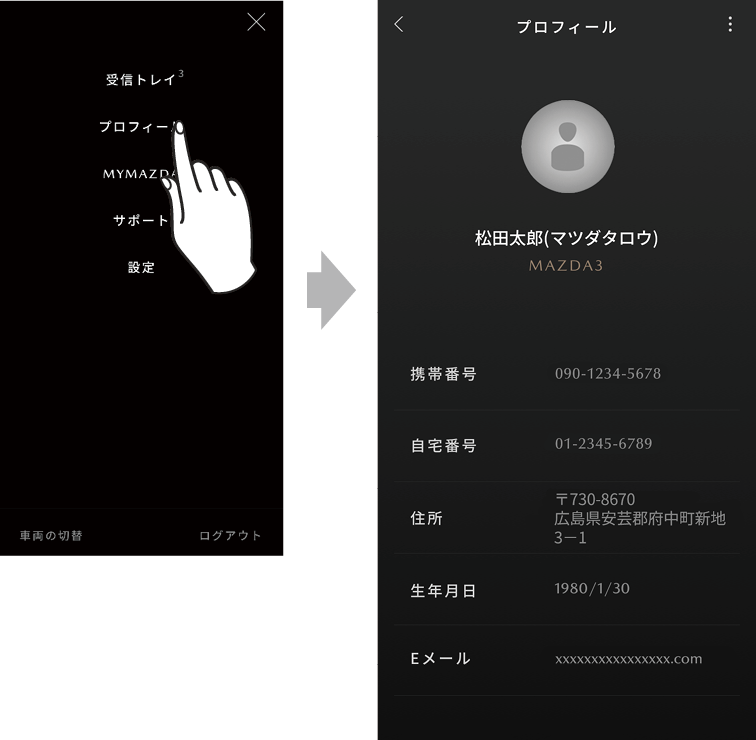 受信トレイ3
プロフィール
MYMAZDA
サポート
設定
車両の切替
ログアウト
プロフィール
松田太郎(マツダタロウ)
MAZDA3
携帯番号 090-1234-5678
自宅番号 01-2345-6789
住所 〒730-8670
広島県安芸郡府中町新地
3－1
生年月日 1980/1/30
Eメール xxxxxxxxxxxxxxxx.com